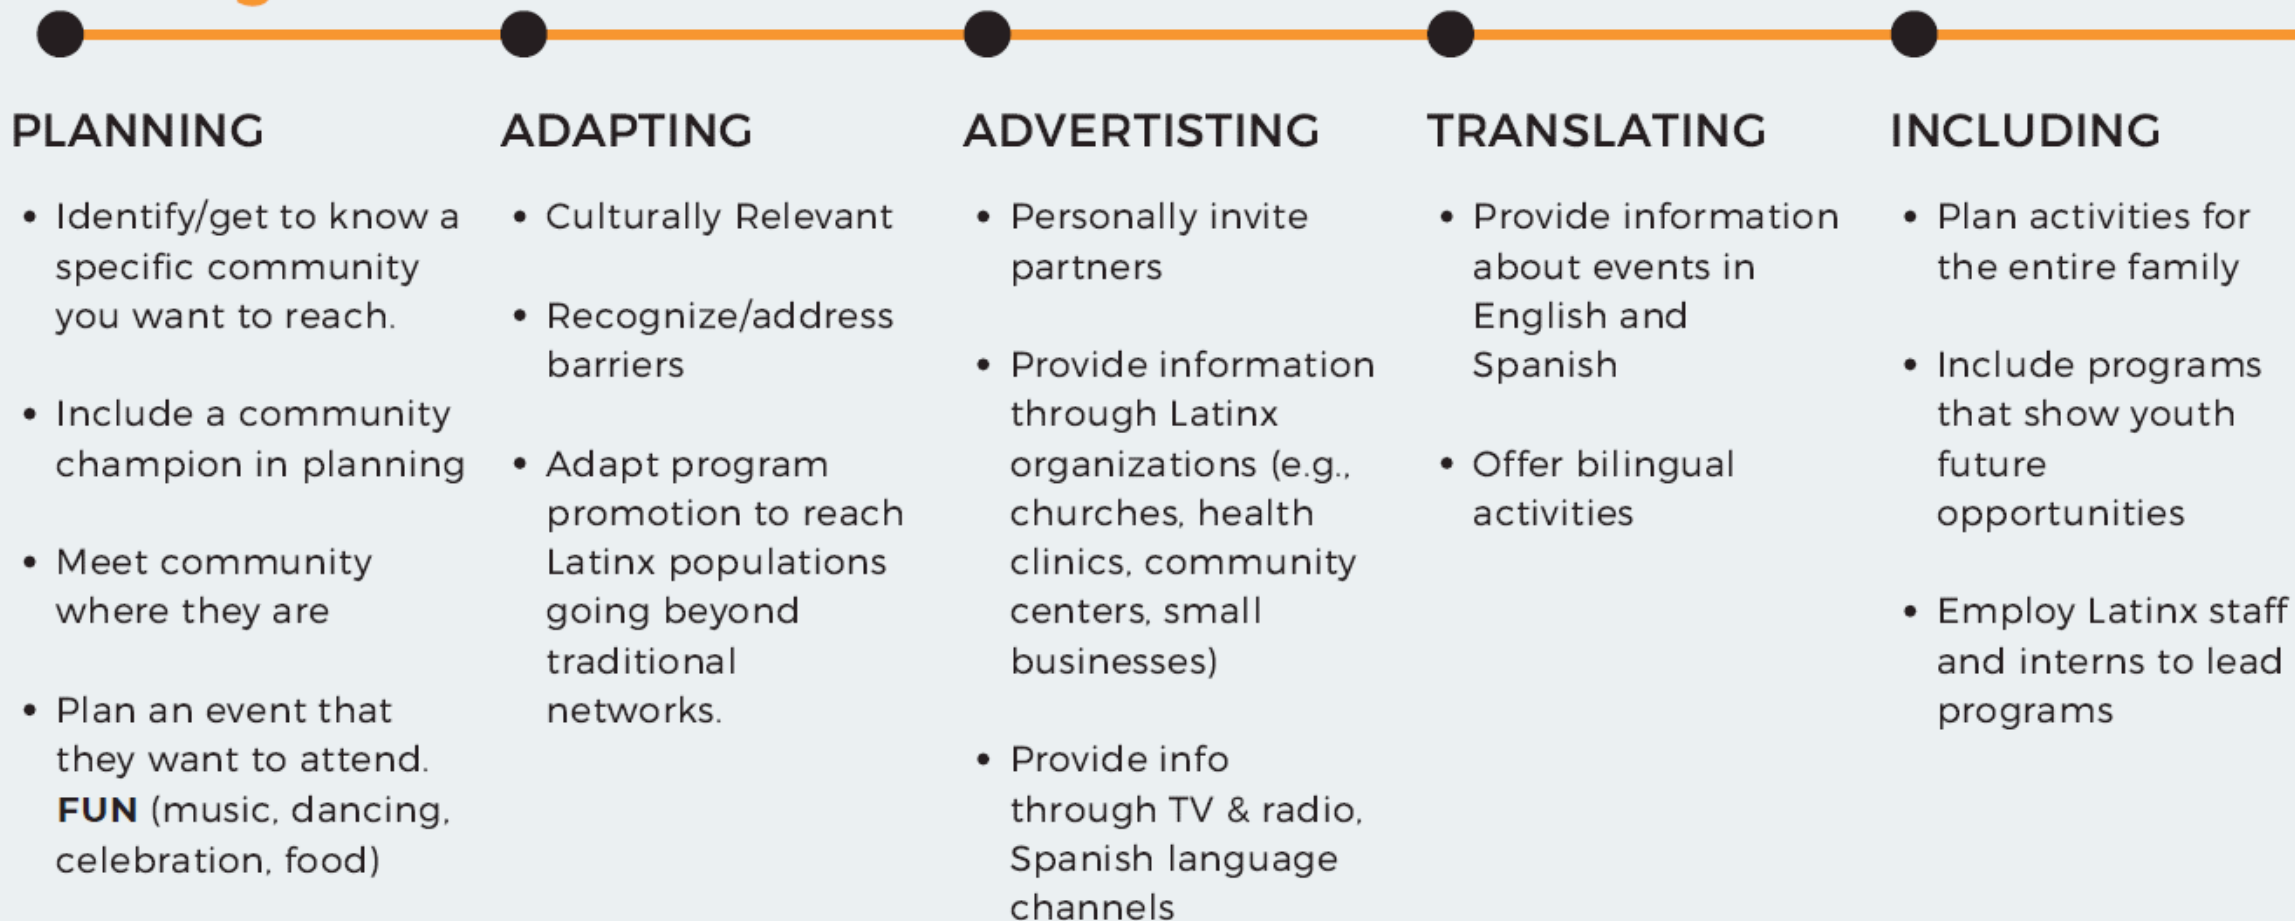 PLANNING
• Identify/get to know a
specific community
you want to reach.
• Include a community
champion in planning
• Meet community
where they are
• Plan an event that
they want to attend.
FUN (music, dancing,
celebration, food)
ADAPTING
• Culturally Relevant
• Recognize/address
barriers
• Adapt program
promotion to reach
Latinx populations
going beyond
traditional
networks.
ADVERTISTING
• Personally invite
partners
• Provide information
through Latinx
organizations (e.g.,
churches, health
clinics, community
centers, small
businesses)
• Provide info
through TV & radio,
Spanish language
channels
TRANSLATING
• Provide information
about events in
English and
Spanish
• Offer bilingual
activities
INCLUDING
• Plan activities for
the entire family
• Include programs
that show youth
future
opportunities
• Employ Latinx staff
and interns to lead
programs